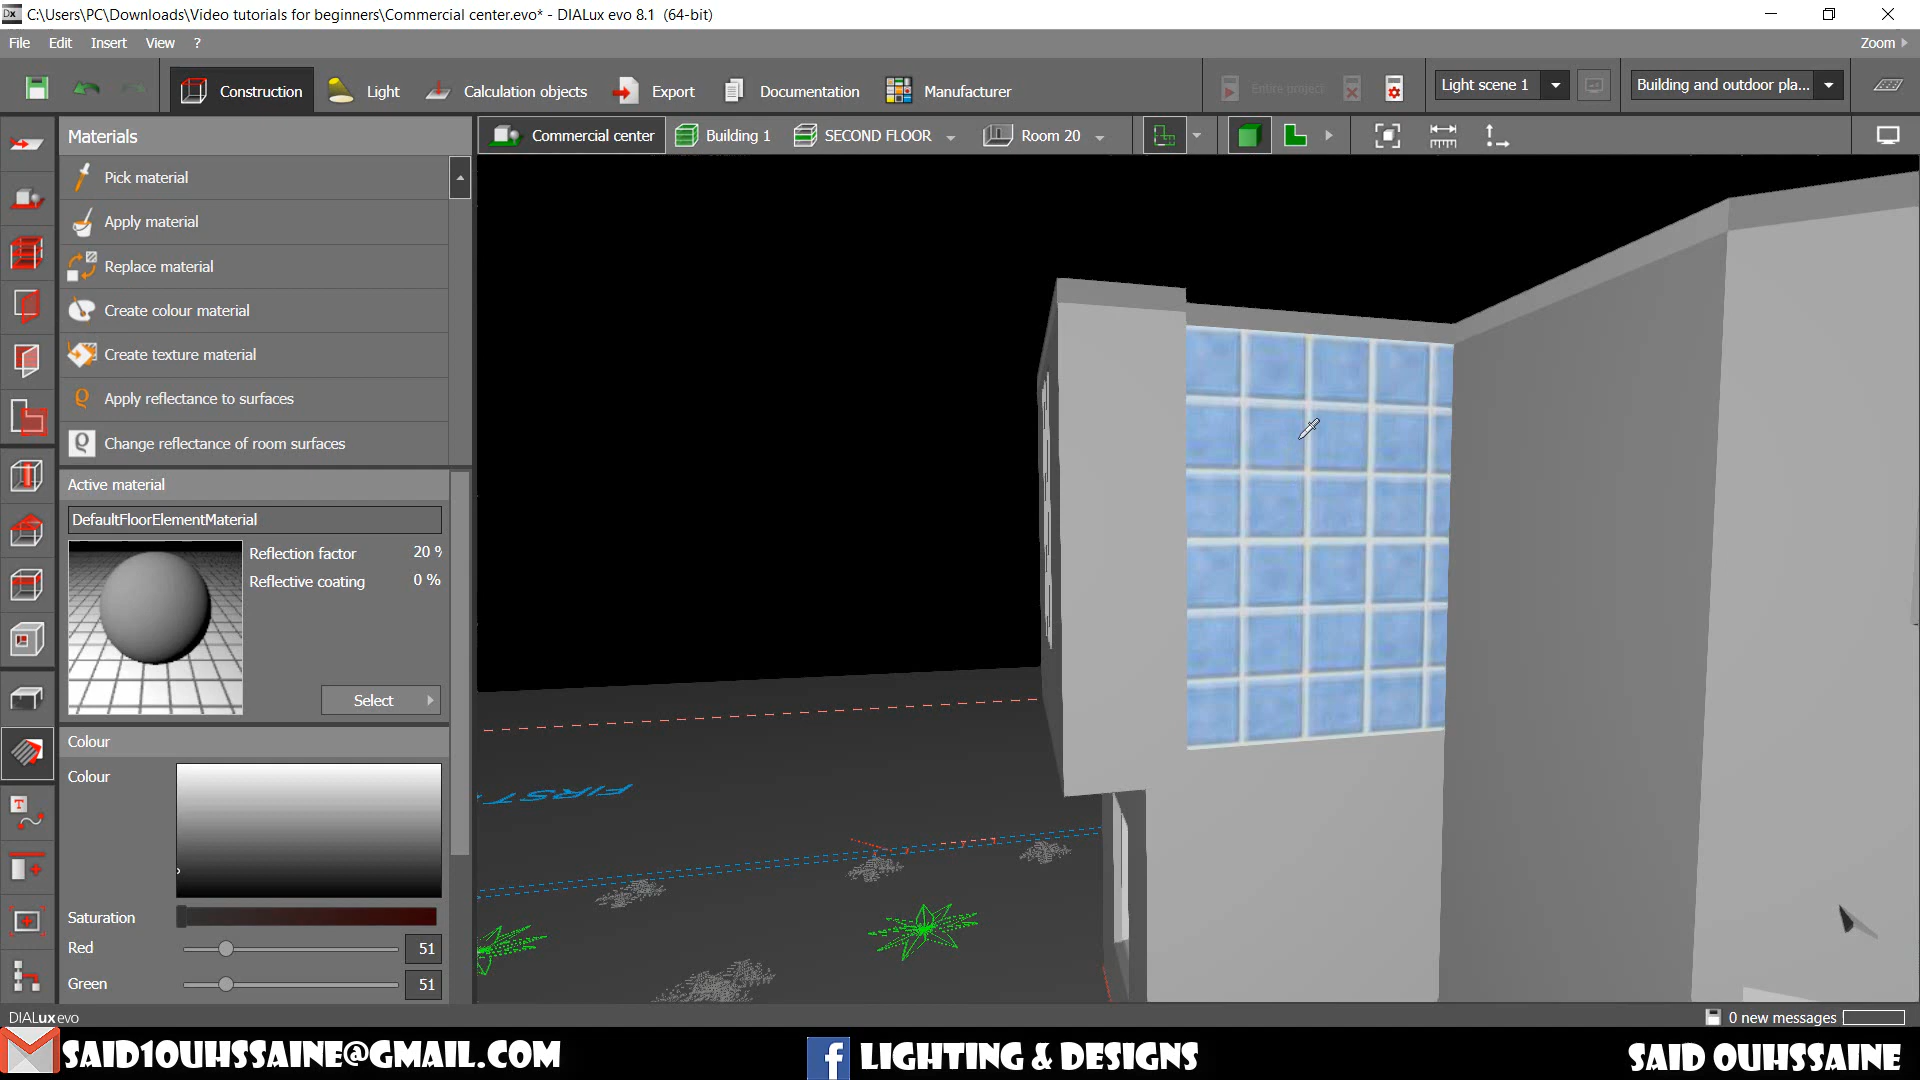 C:\Users\PC\Downloads\Video tutorials for beginners\Commercial center.evo* - DIALux evo 8.1 (64-bit)
File Edit Insert View ? Zoom
Construction Light Calculation objects Export Documentation Manufacturer Entire project Light scene 1 Building and outdoor pla...
Materials Commercial center Building 1 SECOND FLOOR Room 20
Pick material
Apply material
Replace material
Create colour material
Create texture material
Apply reflectance to surfaces
Change reflectance of room surfaces
Active material
DefaultFloorElementMaterial
Reflection factor 20 %
Reflective coating 0 %
Select
Colour
Colour
FIRST
Saturation
Red 51
Green 51
DIALux evo 0 new messages
SAID1OUHSSAINE@GMAIL.COM f LIGHTING & DESIGNS SAID OUHSSAINE